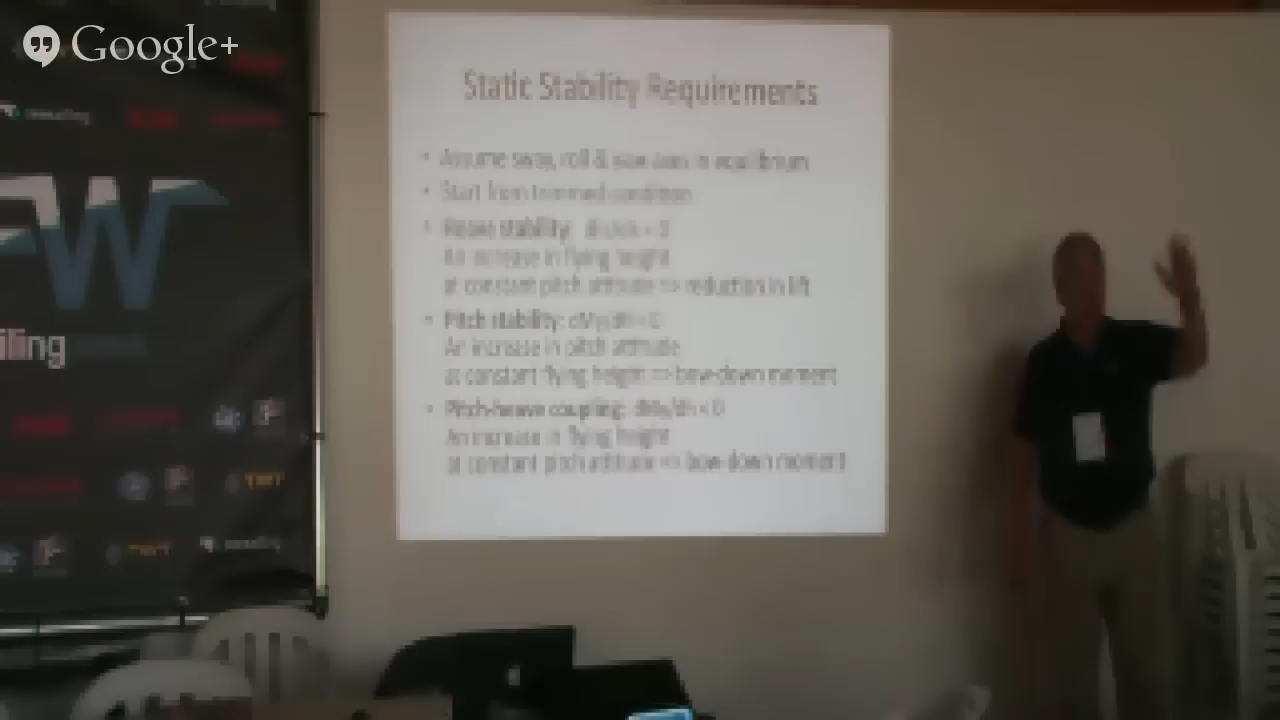 Google+
Static Stability Requirements
• Assume sway, roll & yaw axes in equilibrium
• Start from trimmed condition
• Heave stability:
An increase in flying height
at constant pitch attitude => reduction in lift
• Pitch stability:
An increase in pitch attitude
at constant flying height => bow-down moment
• Pitch-heave coupling:
An increase in flying height
at constant pitch attitude => bow-down moment
W
iling
TWT